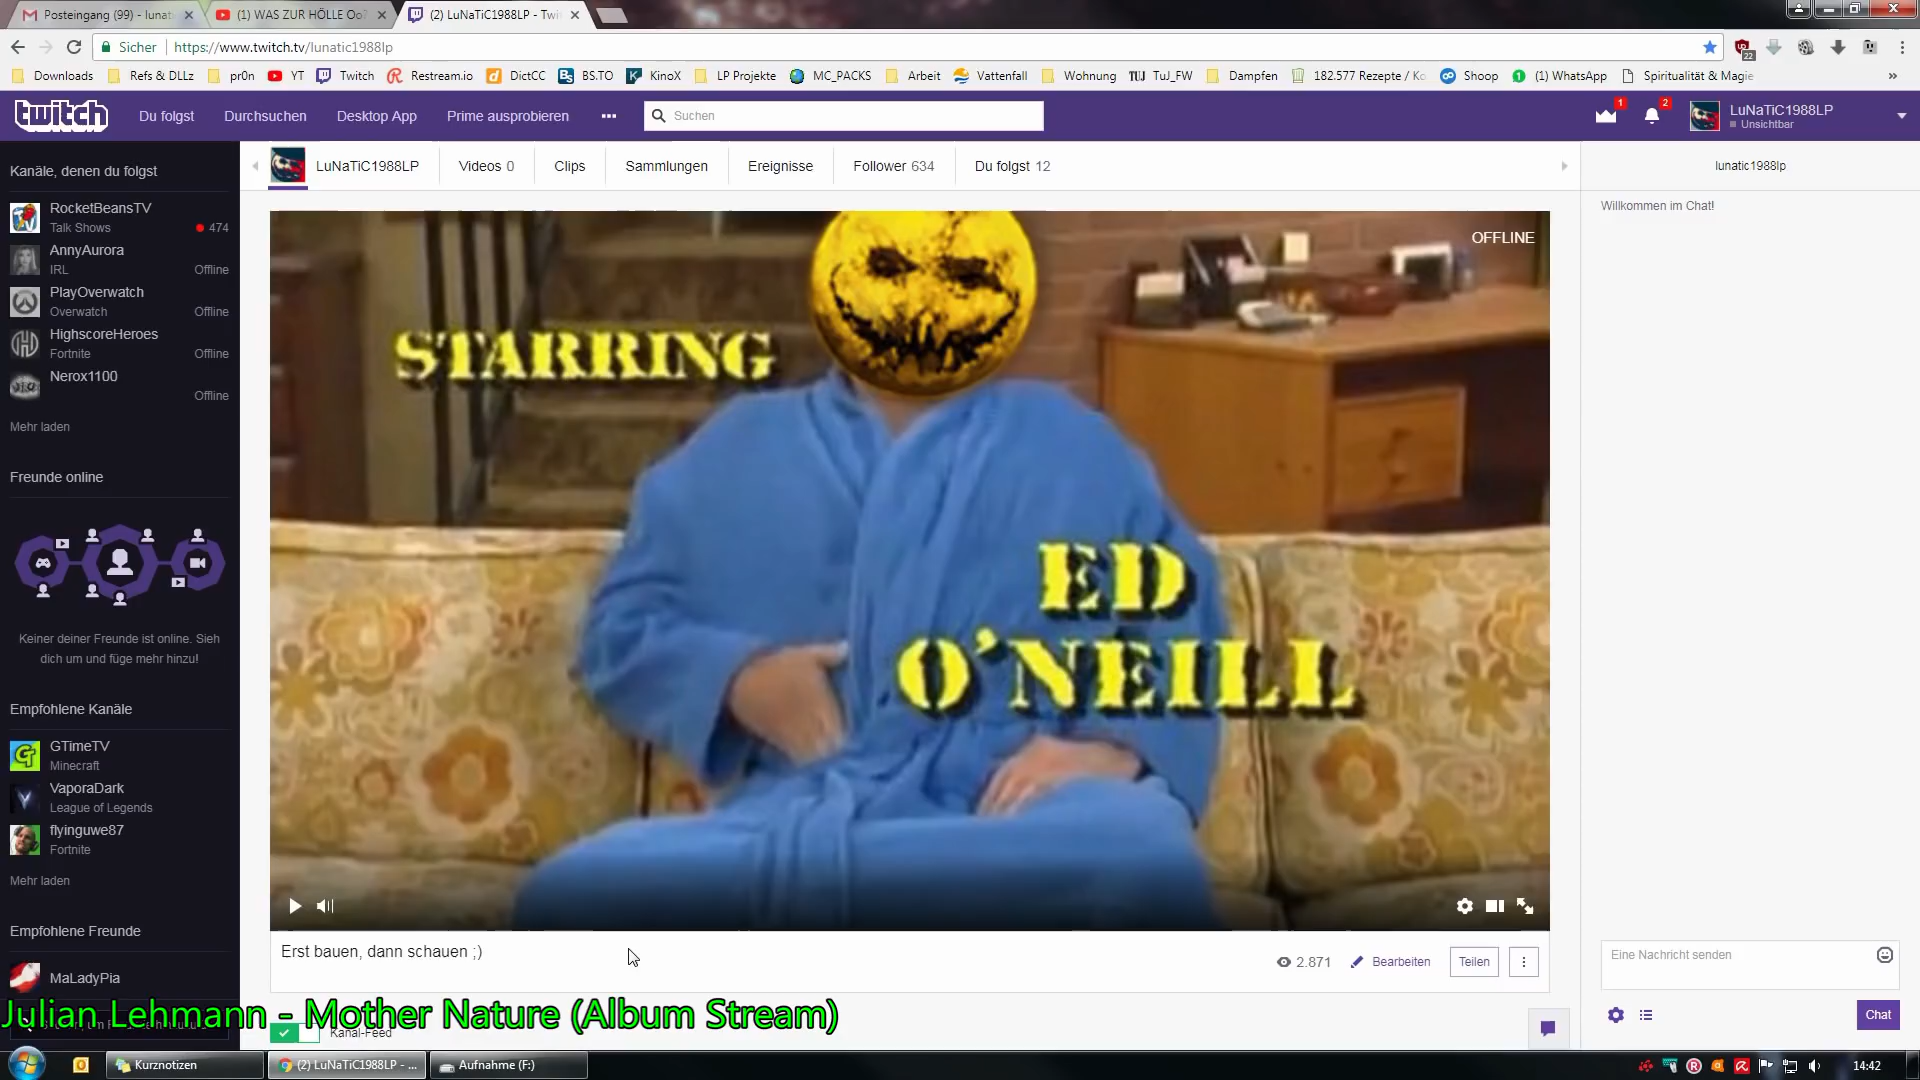 Posteingang (99) - lunat
(1) WAS ZUR HÖLLE Oo?
(2) LuNaTiC1988LP - Twi
Sicher
https://www.twitch.tv/lunatic1988lp
22
Downloads
Refs & DLLz
pr0n
YT
Twitch
Restream.io
DictCC
BS.TO
KinoX
LP Projekte
MC_PACKS
Arbeit
Vattenfall
Wohnung
TUJ TuJ_FW
Dampfen
182.577 Rezepte / Ko
Shoop
(1) WhatsApp
Spiritualität & Magie
twitch
Du folgst
Durchsuchen
Desktop App
Prime ausprobieren
Suchen
1
2
LuNaTiC1988LP
Unsichtbar
Kanäle, denen du folgst
RocketBeansTV
Talk Shows
474
AnnyAurora
IRL
Offline
PlayOverwatch
Overwatch
Offline
HighscoreHeroes
Fortnite
Offline
Nerox1100
Offline
Mehr laden
Freunde online
Keiner deiner Freunde ist online. Sieh
dich um und füge mehr hinzu!
Empfohlene Kanäle
GTimeTV
Minecraft
VaporaDark
League of Legends
flyinguwe87
Fortnite
Mehr laden
Empfohlene Freunde
MaLadyPia
LuNaTiC1988LP
Videos 0
Clips
Sammlungen
Ereignisse
Follower 634
Du folgst 12
OFFLINE
STARRING
ED
O'NEILL
Erst bauen, dann schauen ;)
2.871
Bearbeiten
Teilen
Kanal-Feed
lunatic1988lp
Willkommen im Chat!
Eine Nachricht senden
Chat
Julian Lehmann - Mother Nature (Album Stream)
Kurznotizen
(2) LuNaTiC1988LP - ...
Aufnahme (F:)
14:42